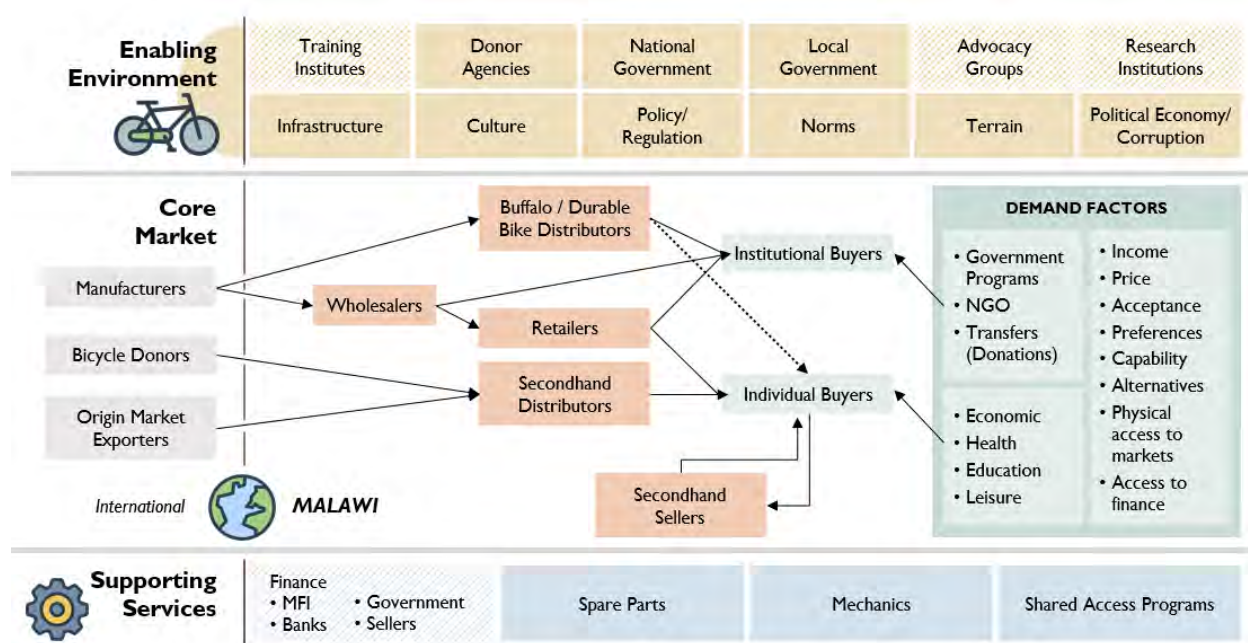 Enabling
Environment
Training
Institutes
Donor
Agencies
National
Government
Local
Government
Advocacy
Groups
Research
Institutions
Infrastructure
Culture
Policy/
Regulation
Norms
Terrain
Political Economy/
Corruption
Core
Market
Manufacturers
Bicycle Donors
Origin Market
Exporters
International
MALAWI
Wholesalers
Buffalo / Durable
Bike Distributors
Retailers
Secondhand
Distributors
Secondhand
Sellers
Institutional Buyers
Individual Buyers
DEMAND FACTORS
• Government
Programs
• NGO
• Transfers
(Donations)
• Economic
• Health
• Education
• Leisure
• Income
• Price
• Acceptance
• Preferences
• Capability
• Alternatives
• Physical
access to
markets
• Access to
finance
Supporting
Services
Finance
• MFI
• Banks
• Government
• Sellers
Spare Parts
Mechanics
Shared Access Programs